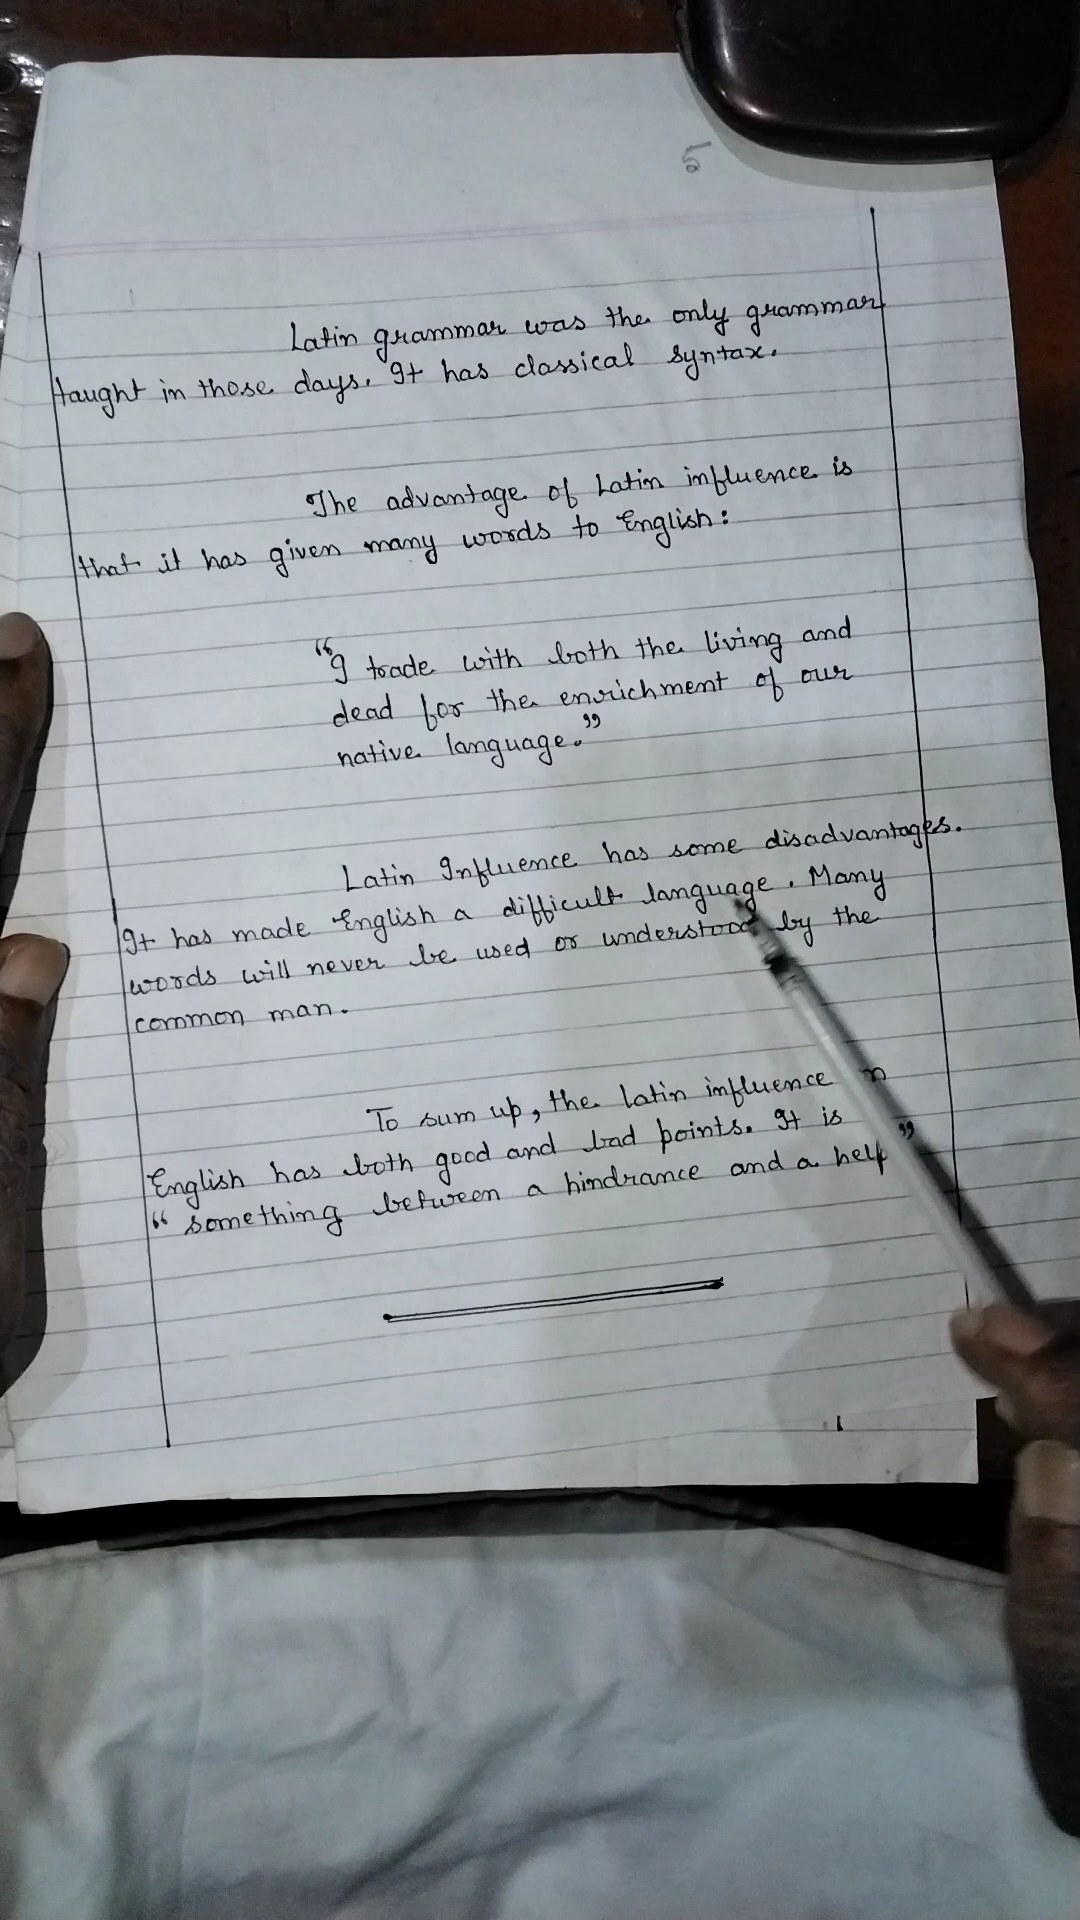 5
Latin grammar was the only grammar
taught in those days. It has classical syntax.
The advantage of Latin influence is
that it has given many words to English:
"I trade with both the living and
dead for the enrichment of our
native language."
Latin Influence has some disadvantages.
It has made English a difficult language. Many
words will never be used or understood by the
common man.
To sum up, the Latin influence
English has both good and bad points. It is
"something between a hindrance and a help"